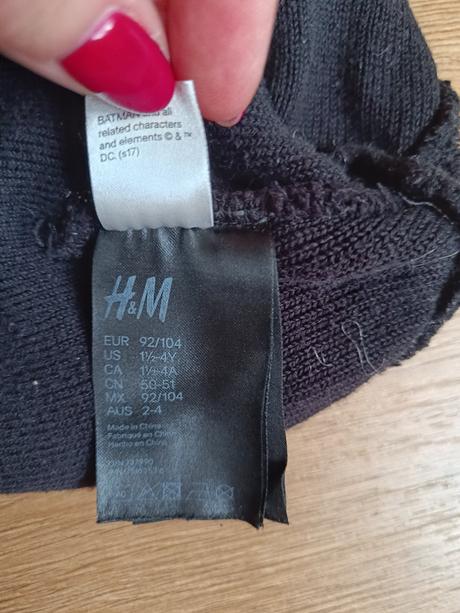 BATMAN and all
related characters
and elements © & ™
DC. (s17)
H&M
EUR 92/104
US 1½-4Y
CA 1½-4A
CN 50-51
MX 92/104
AUS 2-4
Made in China
Fabriqué en Chine
Hecho en China